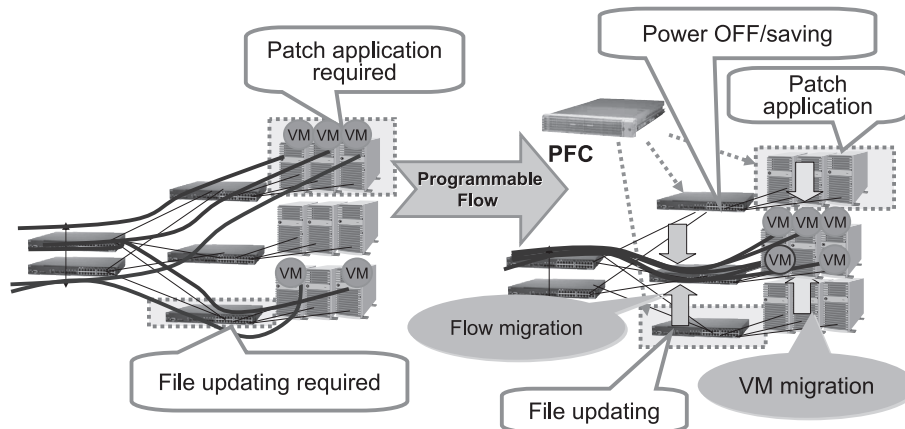 Patch application
required
VM
VM
VM
VM
VM
File updating required
Programmable
Flow
PFC
Power OFF/saving
Patch
application
VM
VM
VM
VM
VM
Flow migration
File updating
VM migration